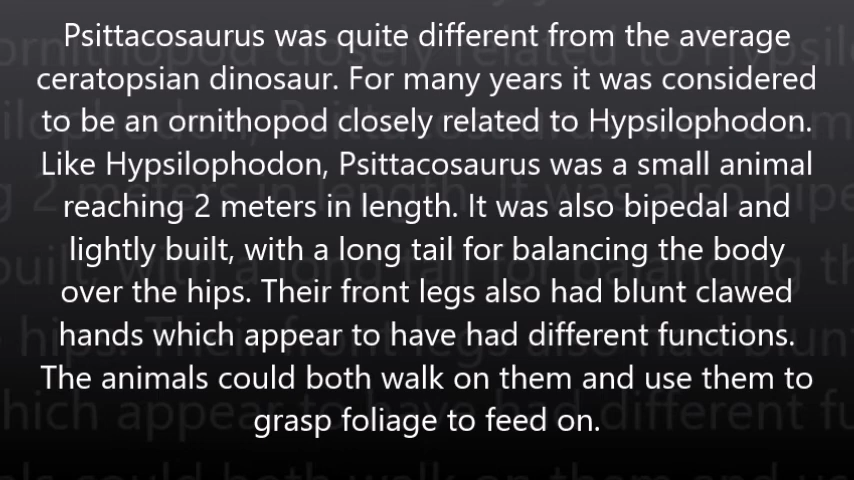 Psittacosaurus was quite different from the average
ceratopsian dinosaur. For many years it was considered
to be an ornithopod closely related to Hypsilophodon.
Like Hypsilophodon, Psittacosaurus was a small animal
reaching 2 meters in length. It was also bipedal and
lightly built, with a long tail for balancing the body
over the hips. Their front legs also had blunt clawed
hands which appear to have had different functions.
The animals could both walk on them and use them to
grasp foliage to feed on.